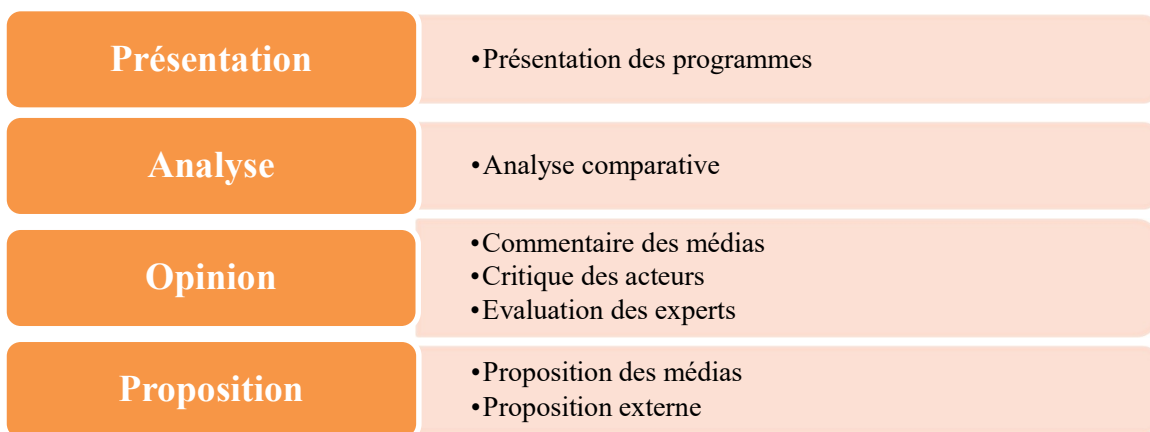 Présentation
•Présentation des programmes
Analyse
•Analyse comparative
Opinion
•Commentaire des médias
•Critique des acteurs
•Evaluation des experts
Proposition
•Proposition des médias
•Proposition externe